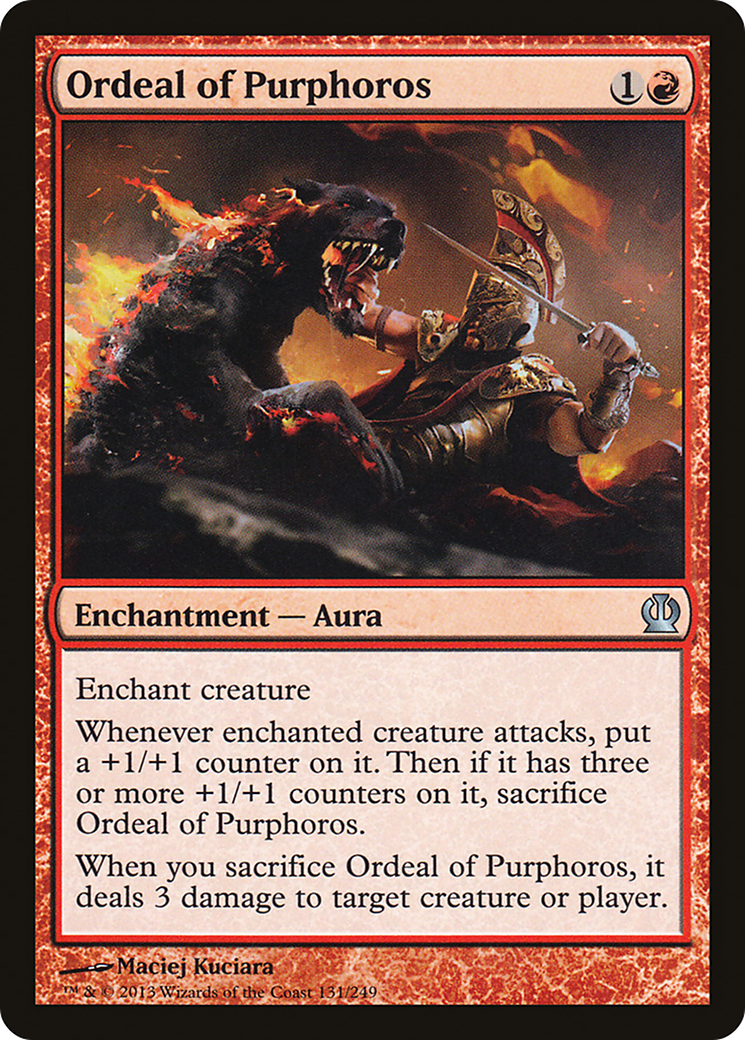 Ordeal of Purphoros 1
Enchantment — Aura
Enchant creature
Whenever enchanted creature attacks, put
a +1/+1 counter on it. Then if it has three
or more +1/+1 counters on it, sacrifice
Ordeal of Purphoros.
When you sacrifice Ordeal of Purphoros, it
deals 3 damage to target creature or player.
Maciej Kuciara
™ & © 2013 Wizards of the Coast 131/249